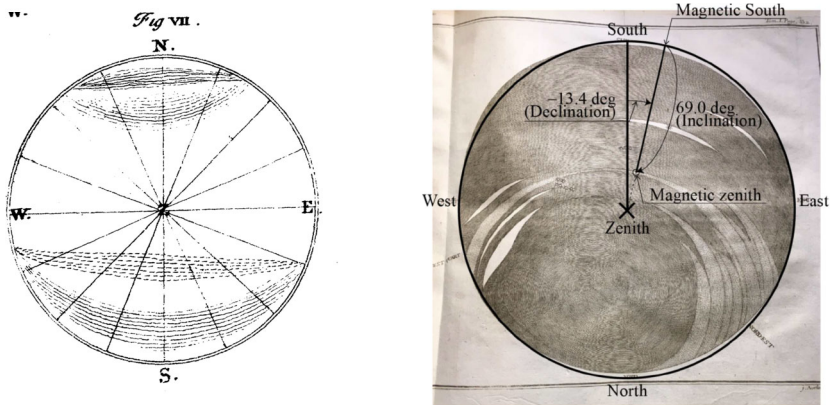 W.
Fig VII.
N.
W.
Z.
E
S.
Magnetic South
South
~13.4 deg
(Declination)
69.0 deg
(Inclination)
West
East
Magnetic zenith
Zenith
North